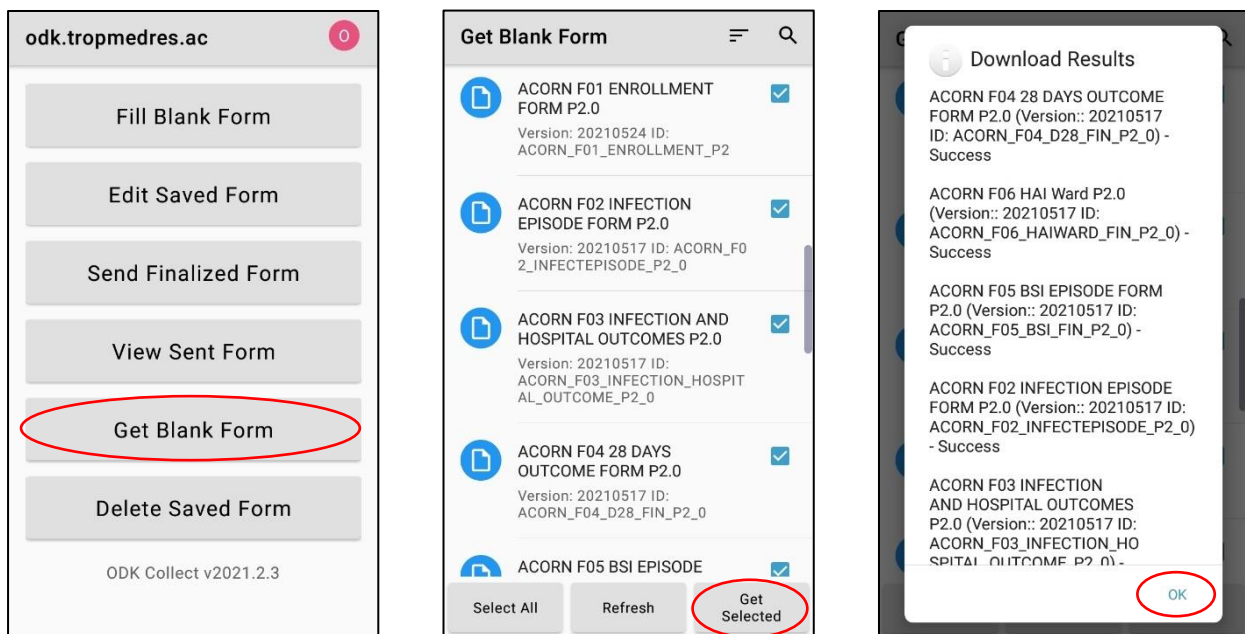 odk.tropmedres.ac
O
Fill Blank Form
Edit Saved Form
Send Finalized Form
View Sent Form
Get Blank Form
Delete Saved Form
ODK Collect v2021.2.3
Get Blank Form
ACORN F01 ENROLLMENT
FORM P2.0
Version: 20210524 ID:
ACORN_F01_ENROLLMENT_P2
ACORN F02 INFECTION
EPISODE FORM P2.0
Version: 20210517 ID: ACORN_F0
2_INFECTEPISODE_P2_0
ACORN F03 INFECTION AND
HOSPITAL OUTCOMES P2.0
Version: 20210517 ID:
ACORN_F03_INFECTION_HOSPIT
AL_OUTCOME_P2_0
ACORN F04 28 DAYS
OUTCOME FORM P2.0
Version: 20210517 ID:
ACORN_F04_D28_FIN_P2_0
ACORN F05 BSI EPISODE
Select All
Refresh
Get
Selected
Download Results
ACORN F04 28 DAYS OUTCOME
FORM P2.0 (Version:: 20210517
ID: ACORN_F04_D28_FIN_P2_0) -
Success
ACORN F06 HAI Ward P2.0
(Version:: 20210517 ID:
ACORN_F06_HAIWARD_FIN_P2_0) -
Success
ACORN F05 BSI EPISODE FORM
P2.0 (Version:: 20210517 ID:
ACORN_F05_BSI_FIN_P2_0) -
Success
ACORN F02 INFECTION EPISODE
FORM P2.0 (Version:: 20210517 ID:
ACORN_F02_INFECTEPISODE_P2_0)
- Success
ACORN F03 INFECTION
AND HOSPITAL OUTCOMES
P2.0 (Version:: 20210517 ID:
ACORN_F03_INFECTION_HO
SPITAL_OUTCOME_P2_0) -
OK